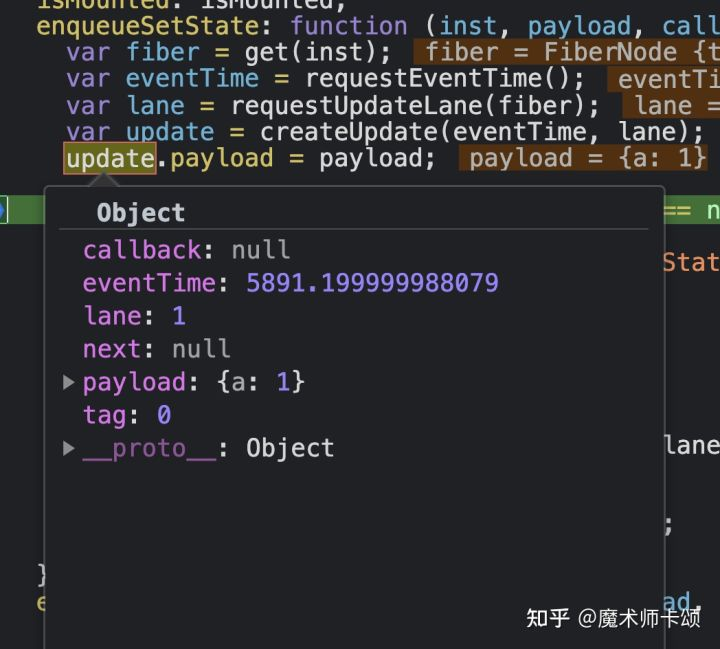 isMounted: isMounted,
enqueueSetState: function (inst, payload, call
var fiber = get(inst); fiber = FiberNode {t
var eventTime = requestEventTime(); eventTi
var lane = requestUpdateLane(fiber); lane =
var update = createUpdate(eventTime, lane);
update.payload = payload; payload = {a: 1}
== n
Object
callback: null
Stat
eventTime: 5891.199999988079
lane: 1
next: null
▶ payload: {a: 1}
tag: 0
▶ __proto__: Object
lane
;
}
e
ad,
知乎 @魔术师卡颂